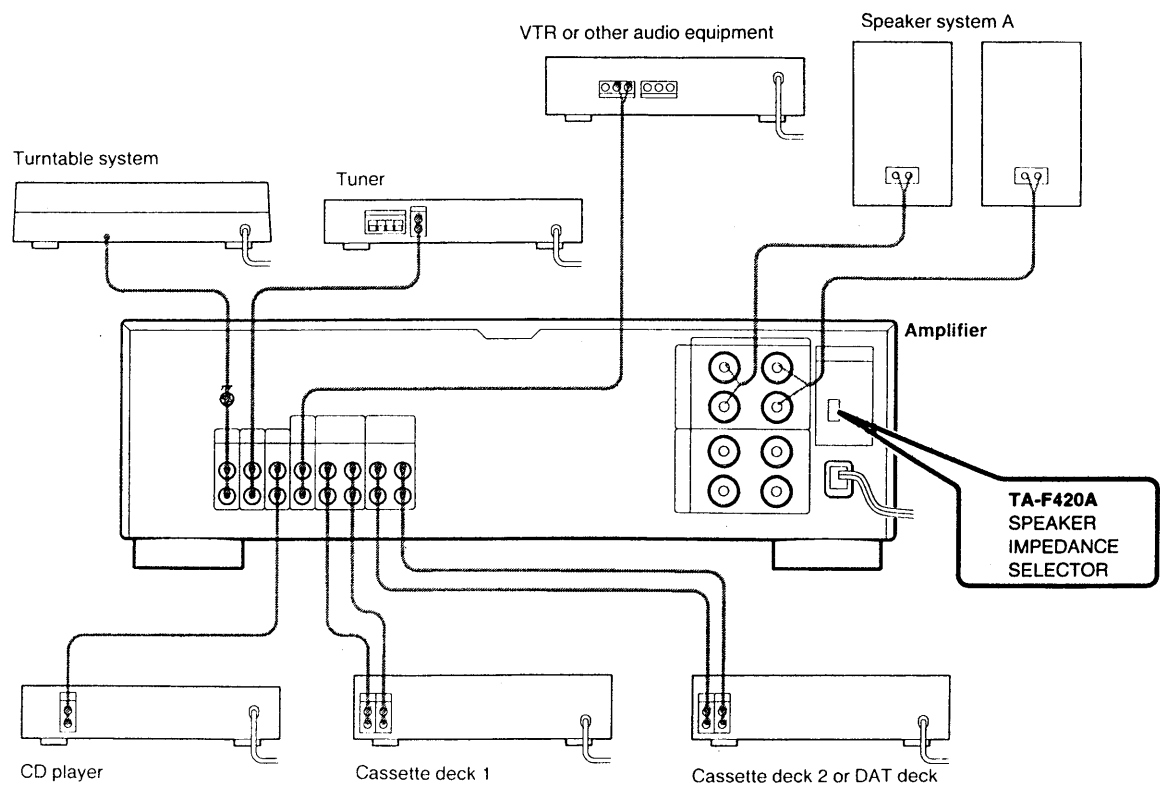 VTR or other audio equipment
Speaker system A
Turntable system
Tuner
Amplifier
TA-F420A
SPEAKER
IMPEDANCE
SELECTOR
CD player
Cassette deck 1
Cassette deck 2 or DAT deck